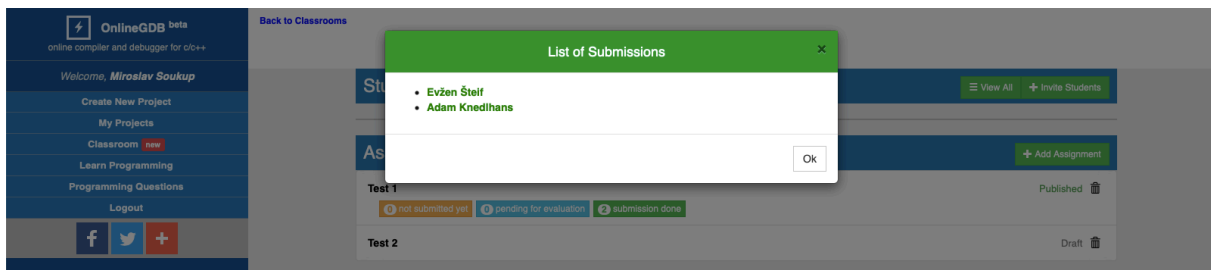 OnlineGDB beta
online compiler and debugger for c/c++
Welcome, Miroslav Soukup
Create New Project
My Projects
Classroom new
Learn Programming
Programming Questions
Logout
Back to Classrooms
List of Submissions ×
Evžen Šteif
Adam Knedlhans
Ok
Stu
View All
Invite Students
As
Add Assignment
Test 1
Published
0 not submitted yet
0 pending for evaluation
2 submission done
Test 2
Draft